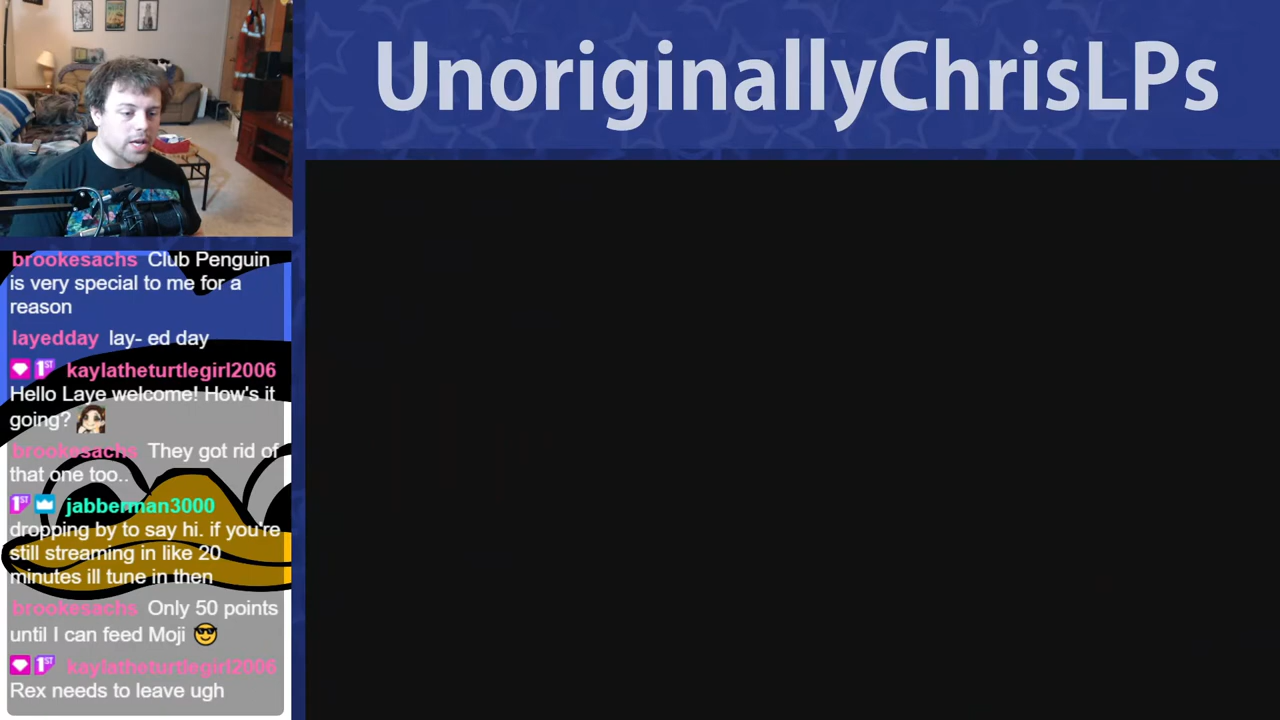 UnoriginallyChrisLPs
brookesachs Club Penguin
is very special to me for a
reason
layedday lay- ed day
1ST kaylatheturtlegirl2006
Hello Laye welcome! How's it
going?
brookesachs They got rid of
that one too..
1ST jabberman3000
dropping by to say hi. if you're
still streaming in like 20
minutes ill tune in then
brookesachs Only 50 points
until I can feed Moji 😎
1ST kaylatheturtlegirl2006
Rex needs to leave ugh